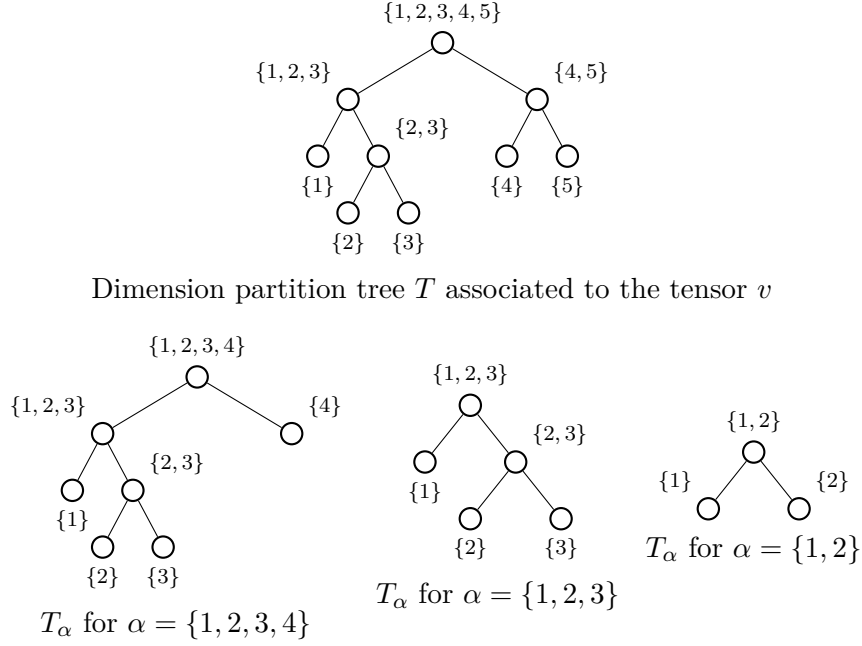 {1, 2, 3, 4, 5}
{1, 2, 3}
{4, 5}
{2, 3}
{1}
{4}
{5}
{2}
{3}
Dimension partition tree T associated to the tensor v
{1, 2, 3, 4}
{1, 2, 3}
{4}
{2, 3}
{1}
{2}
{3}
Tα for α = {1, 2, 3, 4}
{1, 2, 3}
{2, 3}
{1}
{2}
{3}
Tα for α = {1, 2, 3}
{1, 2}
{1}
{2}
Tα for α = {1, 2}